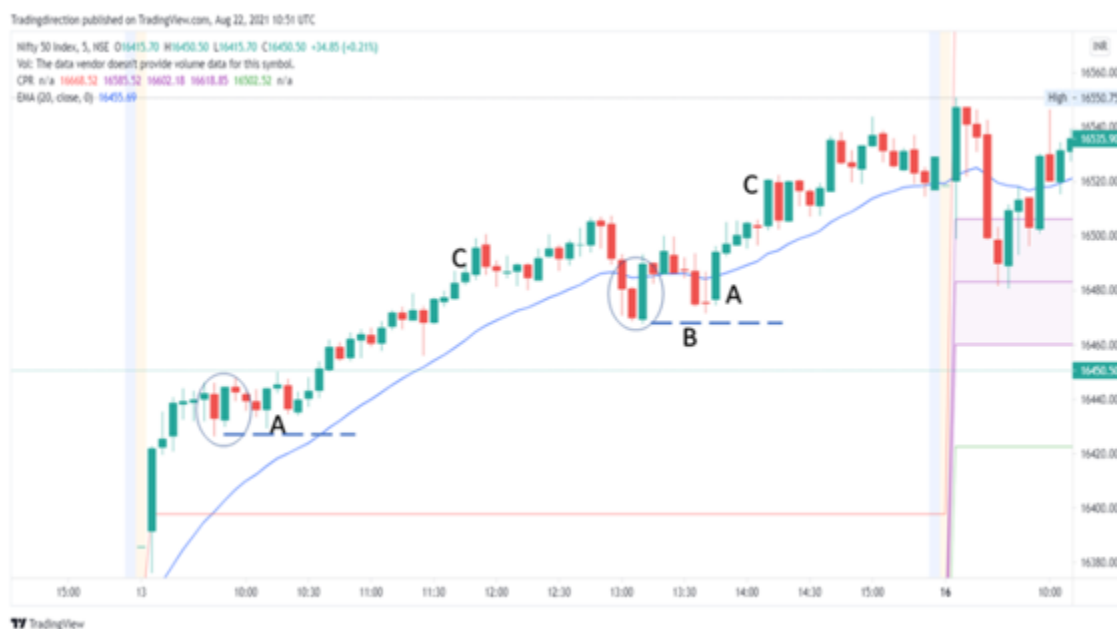 Tradingdirection published on TradingView.com, Aug 22, 2021 10:51 UTC
Nifty 50 Index, 5, NSE O16415.70 H16450.50 L16415.70 C16450.50 +34.85 (+0.21%)
Vol: The data vendor doesn't provide volume data for this symbol.
CPR n/a 16668.52 16585.52 16602.18 16618.85 16502.52 n/a
EMA (20, close, 0) 16455.69
INR
16560.00
High 16550.75
16540.00
16535.90
16520.00
16500.00
16480.00
16460.00
16450.50
16440.00
16420.00
16400.00
16380.00
C
C
A
B
A
15:00 13 10:00 10:30 11:00 11:30 12:00 12:30 13:00 13:30 14:00 14:30 15:00 16 10:00
TradingView